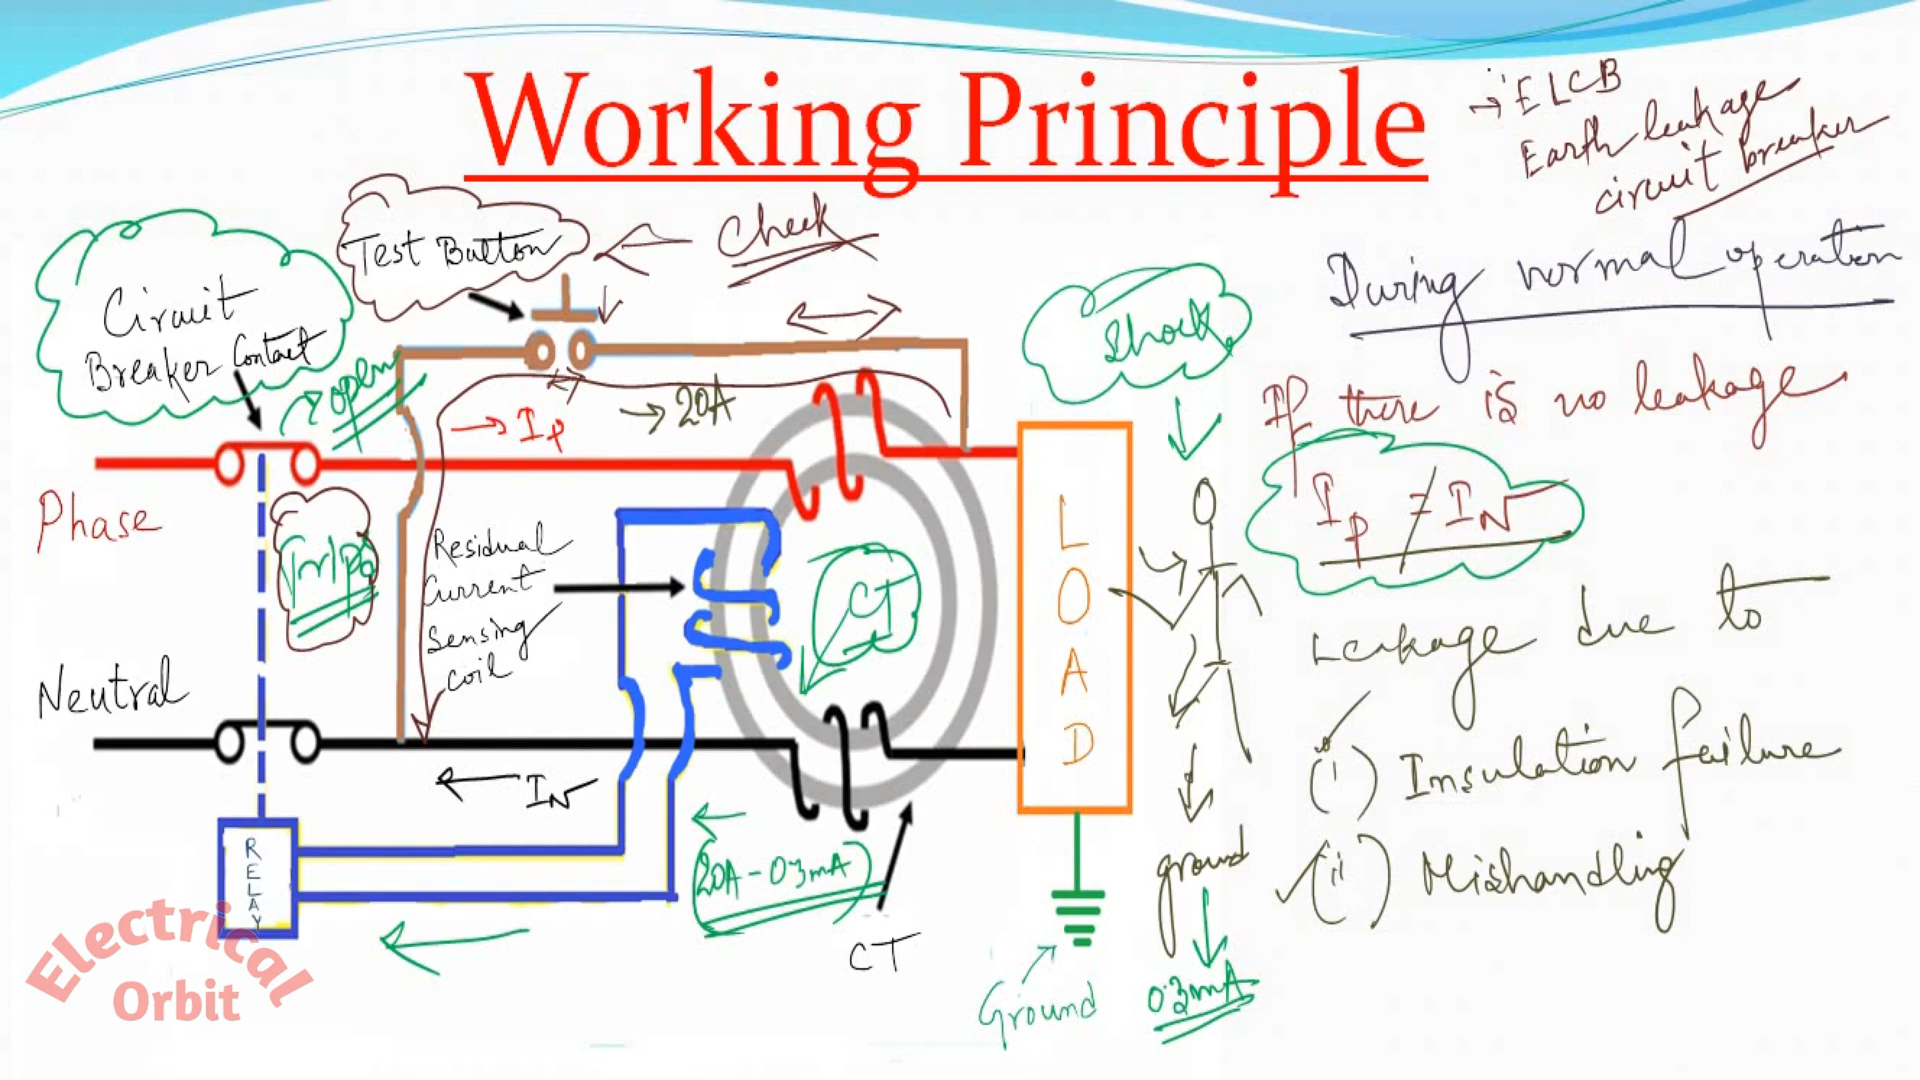 Working Principle
→ ELCB
Earth leakage
circuit breaker
Test Button
Check
Circuit
Breaker Contact
open
→ IP
→ 20A
Shock
During normal operation
If there is no leakage
IP ≠ IN
Phase
Trip
Residual
Current
Sensing
coil
CT
LOAD
Leakage due to
(i) Insulation failure
(ii) Mishandling
Neutral
← IN
RELAY
(20A - 0.3mA)
CT
ground
0.3mA
Ground
Electrical
Orbit